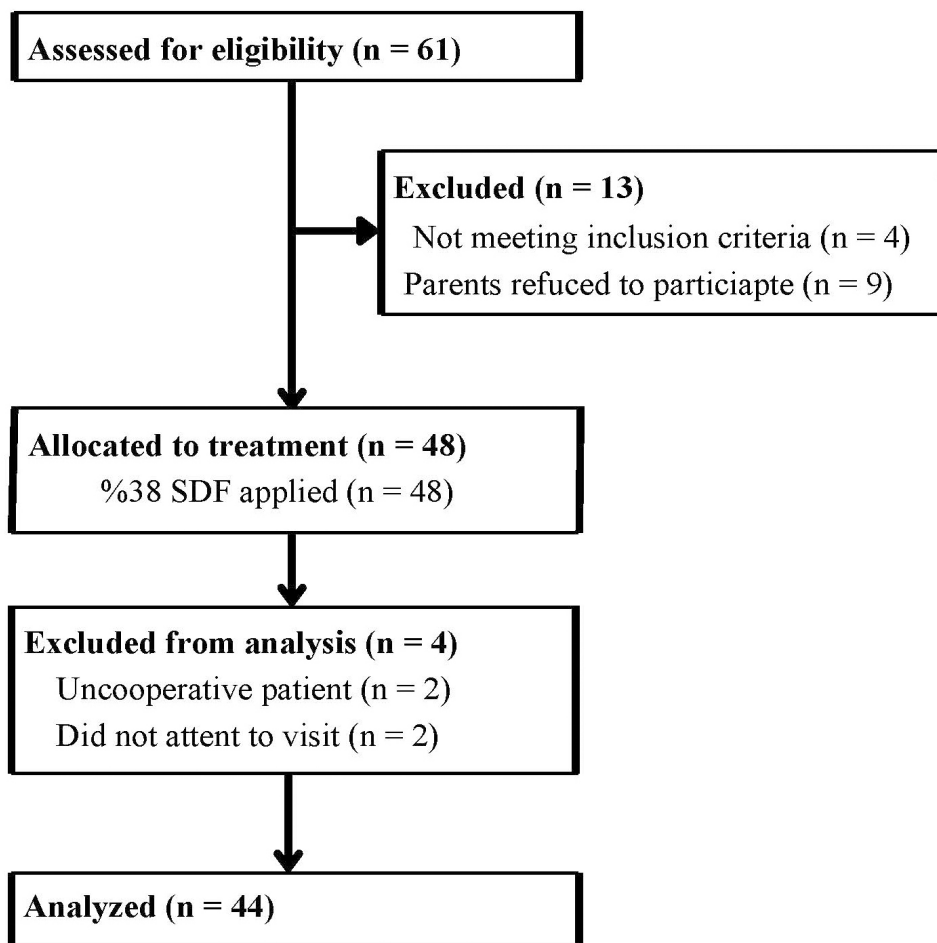 Assessed for eligibility (n = 61)
Excluded (n = 13)
Not meeting inclusion criteria (n = 4)
Parents refuced to particiapte (n = 9)
Allocated to treatment (n = 48)
%38 SDF applied (n = 48)
Excluded from analysis (n = 4)
Uncooperative patient (n = 2)
Did not attent to visit (n = 2)
Analyzed (n = 44)